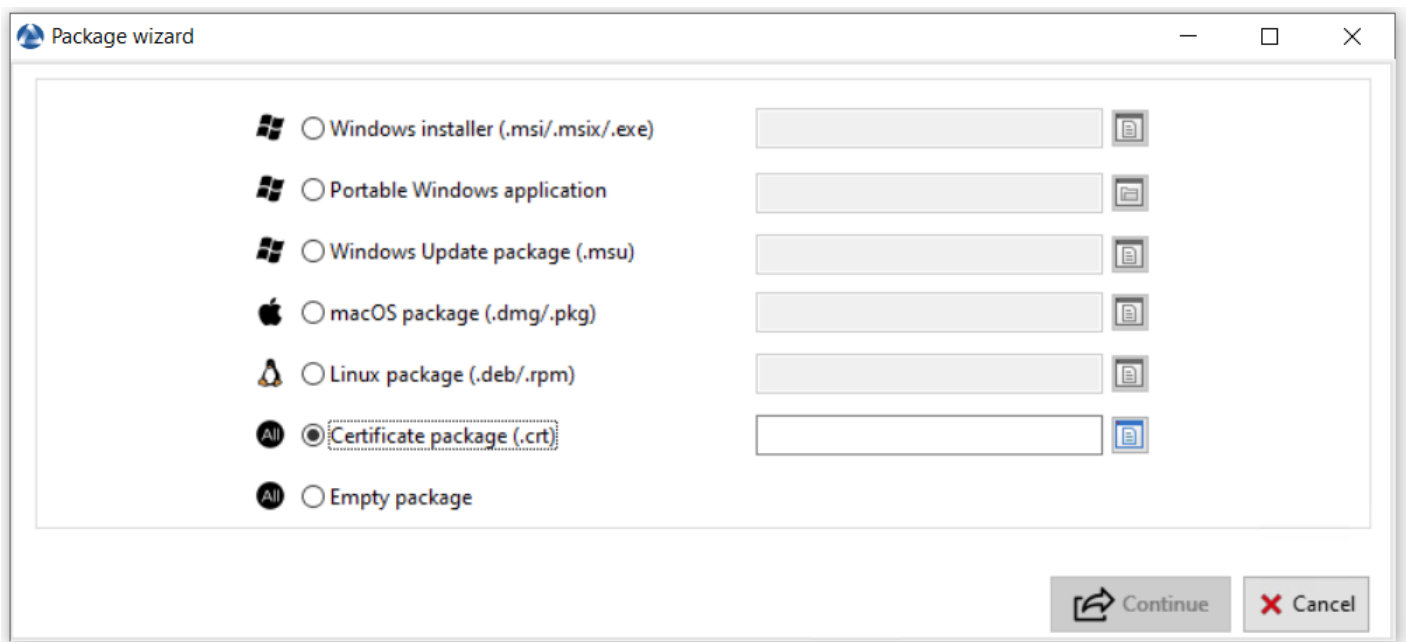 Package wizard
Windows installer (.msi/.msix/.exe)
Portable Windows application
Windows Update package (.msu)
macOS package (.dmg/.pkg)
Linux package (.deb/.rpm)
All Certificate package (.crt)
All Empty package
Continue Cancel